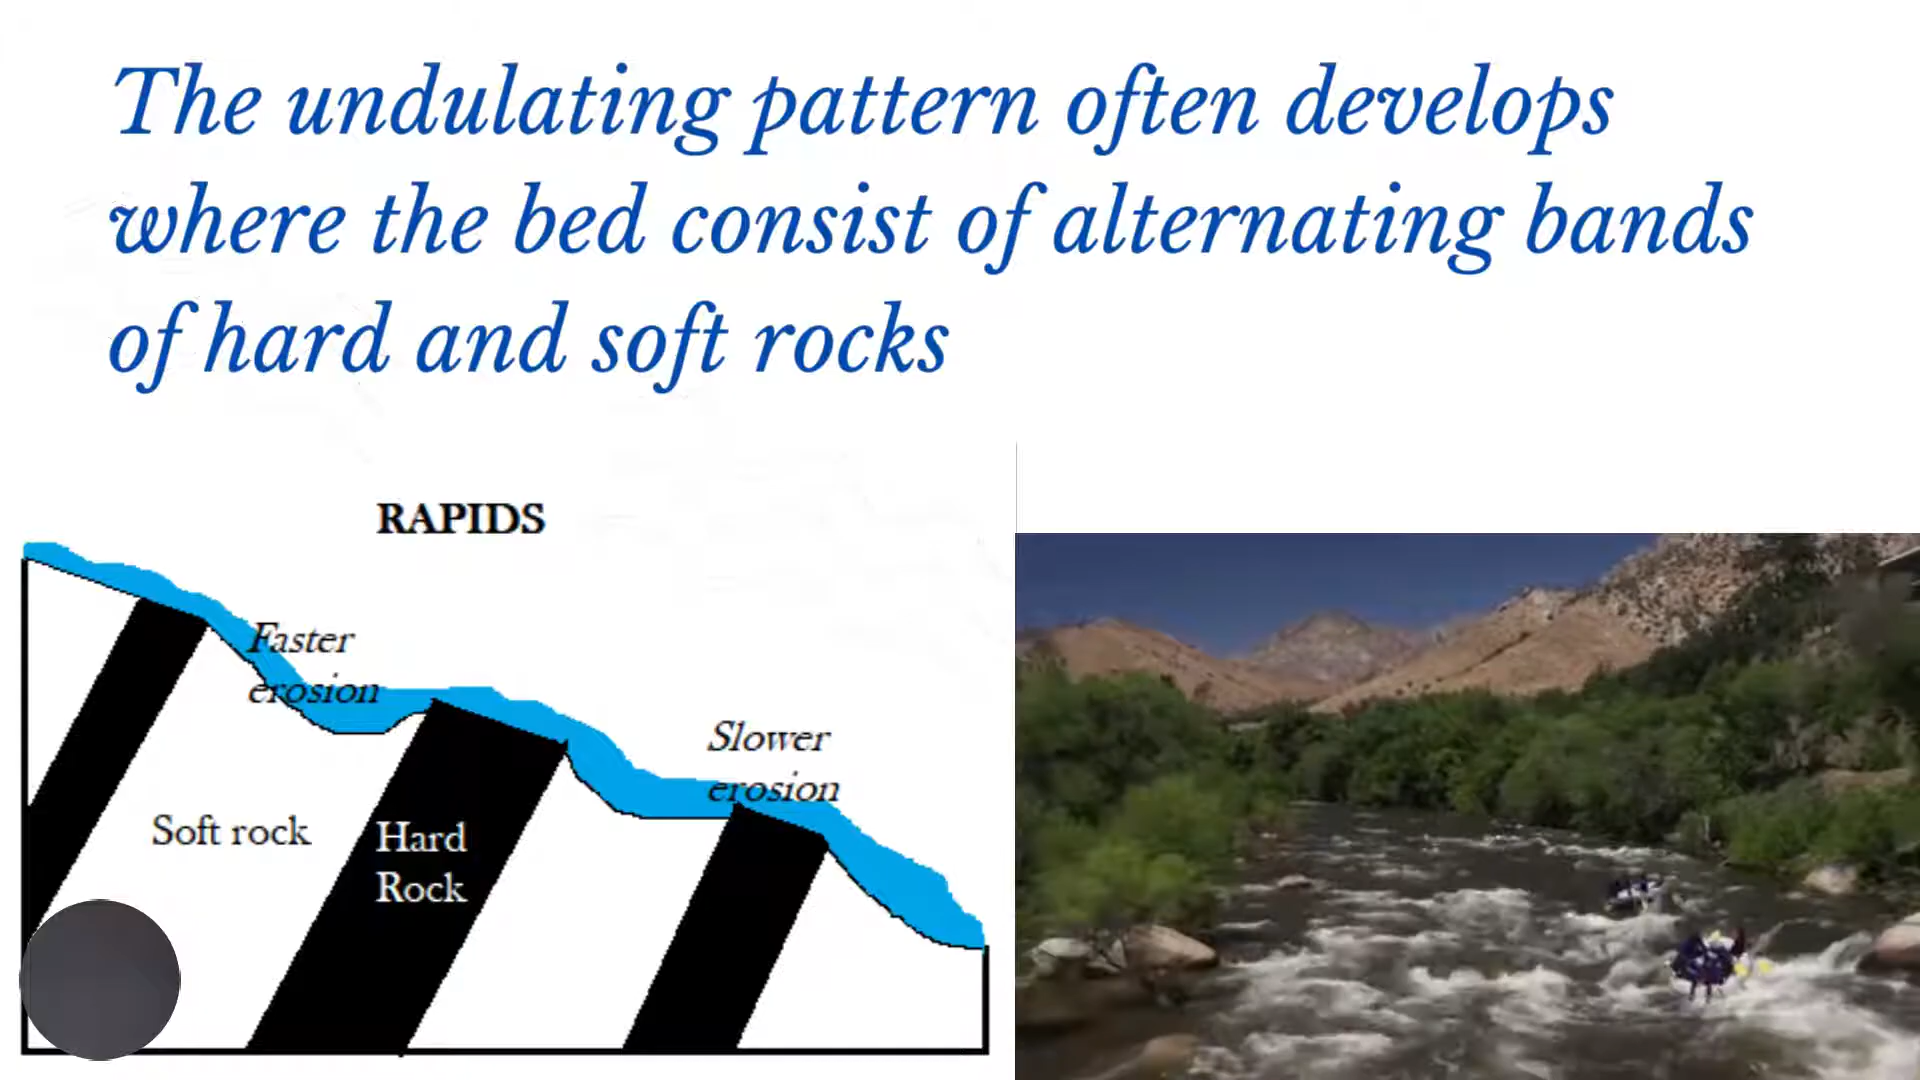 The undulating pattern often develops
where the bed consist of alternating bands
of hard and soft rocks
RAPIDS
Faster
erosion
Slower
erosion
Soft rock
Hard
Rock